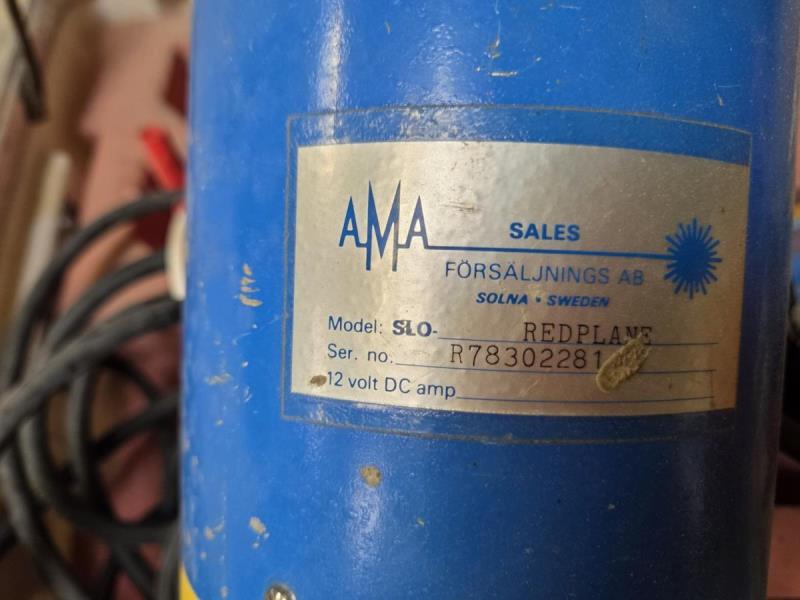 AMA SALES
FÖRSÄLJNINGS AB
SOLNA • SWEDEN
Model: SLO- REDPLANE
Ser. no. R78302281
12 volt DC amp